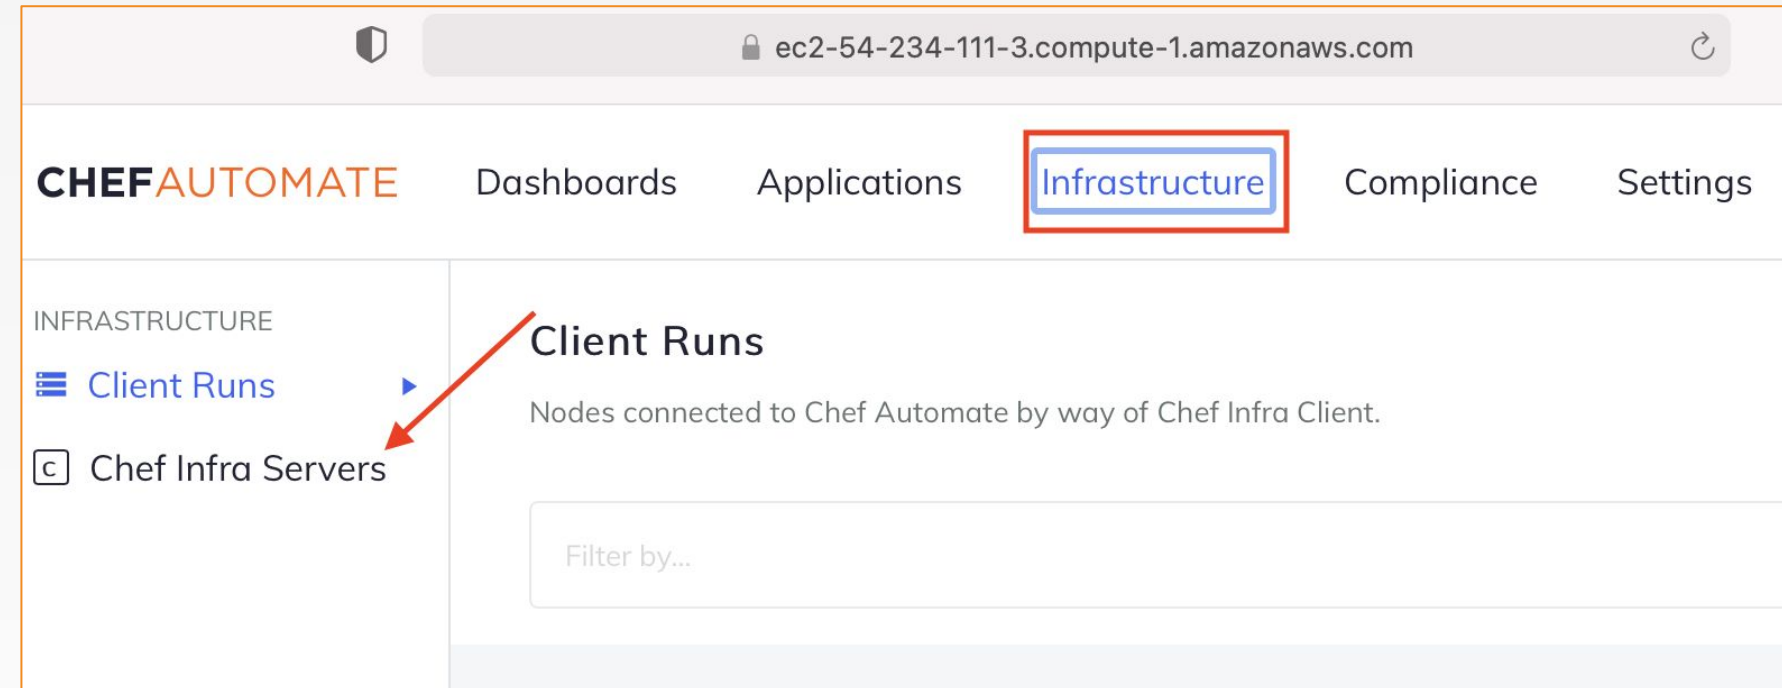 ec2-54-234-111-3.compute-1.amazonaws.com
CHEFAUTOMATE Dashboards Applications Infrastructure Compliance Settings
INFRASTRUCTURE
Client Runs
C Chef Infra Servers
Client Runs
Nodes connected to Chef Automate by way of Chef Infra Client.
Filter by...